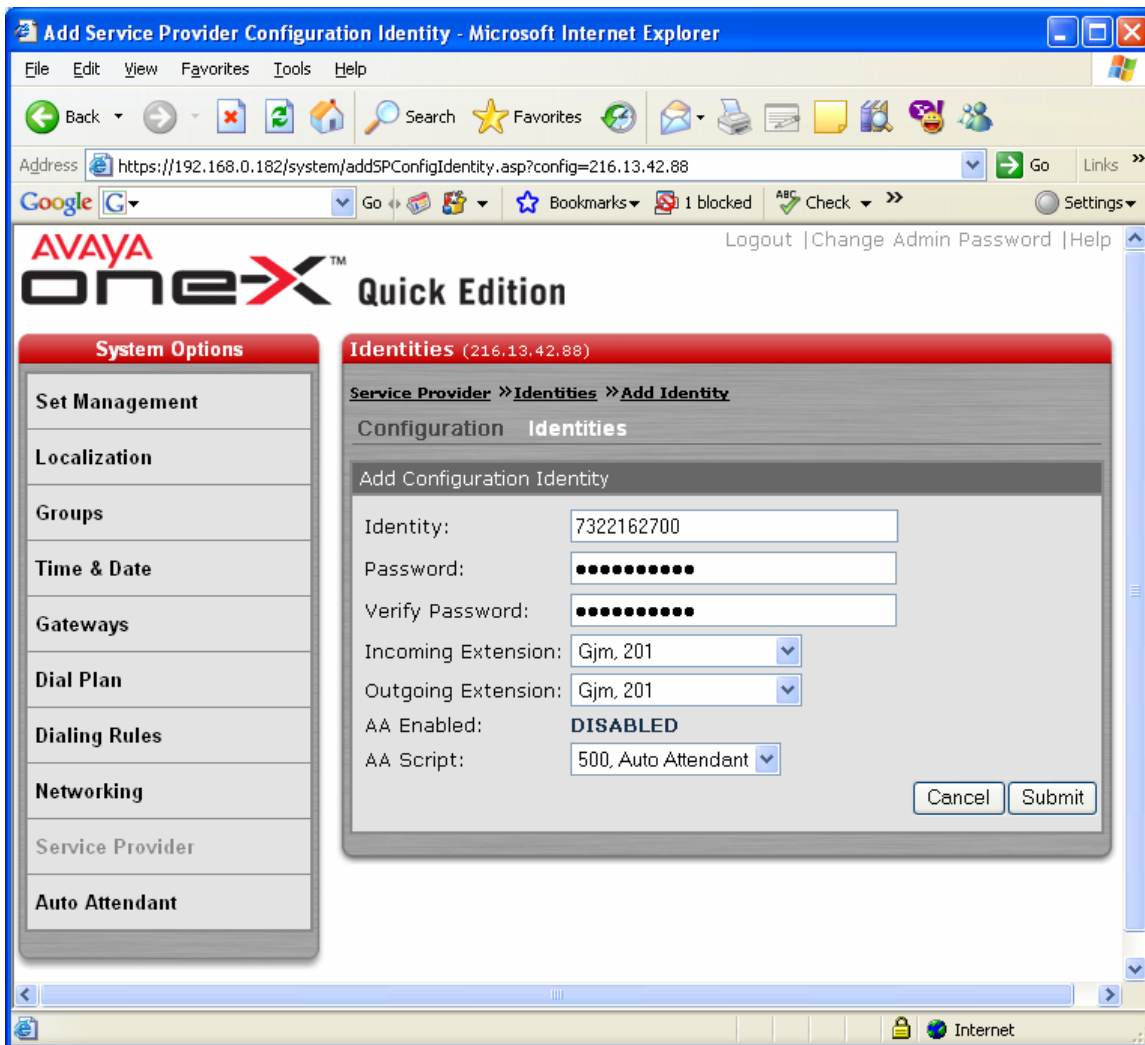 Add Service Provider Configuration Identity - Microsoft Internet Explorer
File Edit View Favorites Tools Help
Back Search Favorites
Address https://192.168.0.182/system/addSPConfigIdentity.asp?config=216.13.42.88 Go Links »
Google G Go Bookmarks 1 blocked ABC Check » Settings
Logout |Change Admin Password |Help
AVAYA
one-X™ Quick Edition
System Options
Set Management
Localization
Groups
Time & Date
Gateways
Dial Plan
Dialing Rules
Networking
Service Provider
Auto Attendant
Identities (216.13.42.88)
Service Provider »Identities »Add Identity
Configuration Identities
Add Configuration Identity
Identity: 7322162700
Password: ●●●●●●●●●●
Verify Password: ●●●●●●●●●●
Incoming Extension: Gjm, 201
Outgoing Extension: Gjm, 201
AA Enabled: DISABLED
AA Script: 500, Auto Attendant
Cancel Submit
Internet